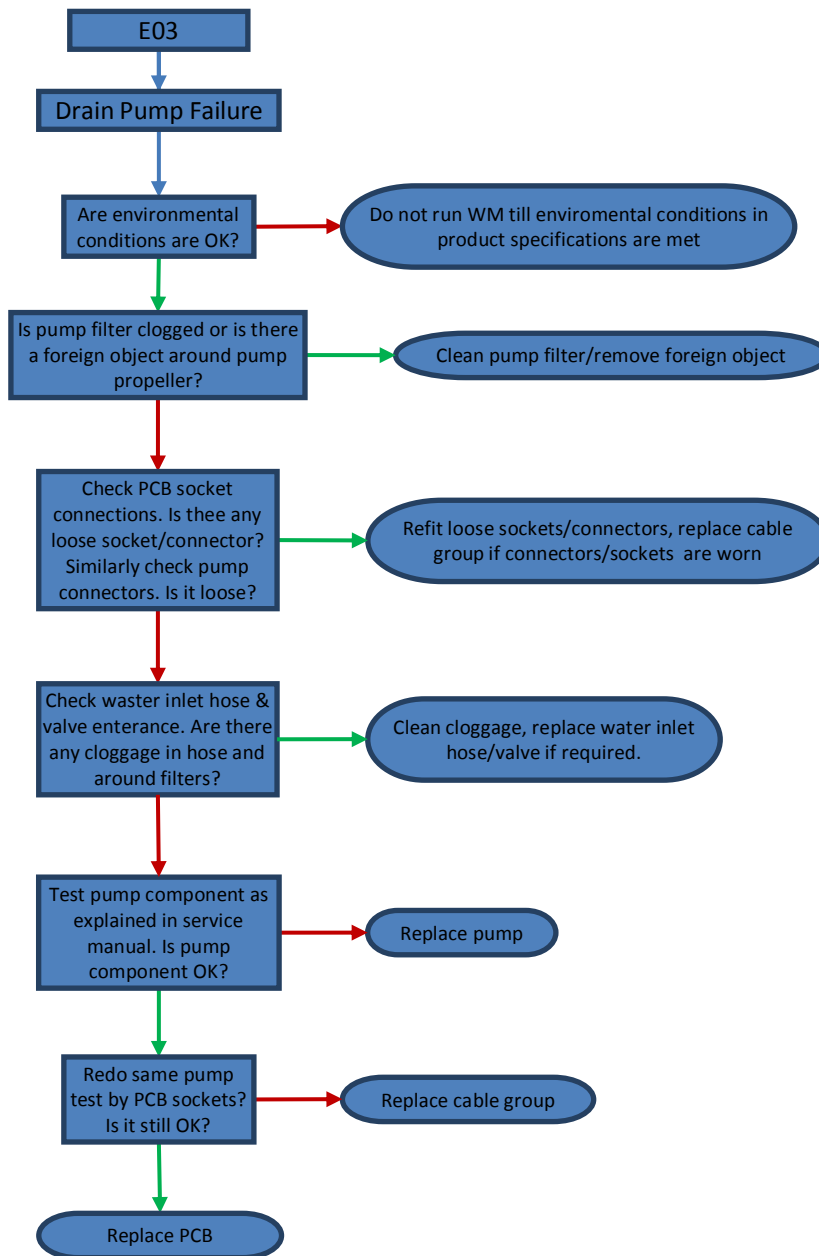 E03
Drain Pump Failure
Are environmental
conditions are OK?
Do not run WM till enviromental conditions in
product specifications are met
Is pump filter clogged or is there
a foreign object around pump
propeller?
Clean pump filter/remove foreign object
Check PCB socket
connections. Is thee any
loose socket/connector?
Similarly check pump
connectors. Is it loose?
Refit loose sockets/connectors, replace cable
group if connectors/sockets are worn
Check waster inlet hose &
valve enterance. Are there
any cloggage in hose and
around filters?
Clean cloggage, replace water inlet
hose/valve if required.
Test pump component as
explained in service
manual. Is pump
component OK?
Replace pump
Redo same pump
test by PCB sockets?
Is it still OK?
Replace cable group
Replace PCB